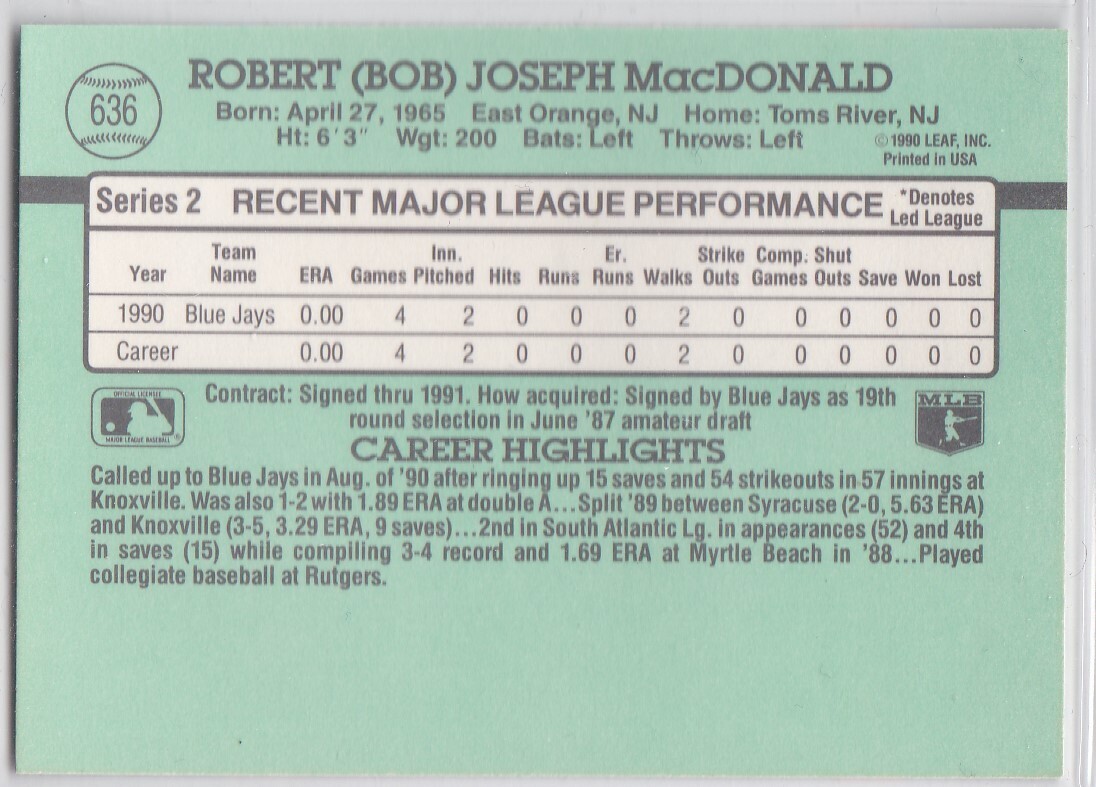 636
ROBERT (BOB) JOSEPH MacDONALD
Born: April 27, 1965 East Orange, NJ Home: Toms River, NJ
Ht: 6'3" Wgt: 200 Bats: Left Throws: Left
©1990 LEAF, INC.
Printed in USA
Series 2 RECENT MAJOR LEAGUE PERFORMANCE *Denotes Led League
Year Team Name ERA Games Inn. Pitched Hits Runs Er. Runs Walks Strike Outs Comp. Games Shut Outs Save Won Lost
1990 Blue Jays 0.00 4 2 0 0 0 2 0 0 0 0 0 0
Career 0.00 4 2 0 0 0 2 0 0 0 0 0 0
OFFICIAL LICENSEE
MAJOR LEAGUE BASEBALL ®
Contract: Signed thru 1991. How acquired: Signed by Blue Jays as 19th
round selection in June '87 amateur draft
MLB
CAREER HIGHLIGHTS
Called up to Blue Jays in Aug. of '90 after ringing up 15 saves and 54 strikeouts in 57 innings at
Knoxville. Was also 1-2 with 1.89 ERA at double A...Split '89 between Syracuse (2-0, 5.63 ERA)
and Knoxville (3-5, 3.29 ERA, 9 saves)...2nd in South Atlantic Lg. in appearances (52) and 4th
in saves (15) while compiling 3-4 record and 1.69 ERA at Myrtle Beach in '88...Played
collegiate baseball at Rutgers.